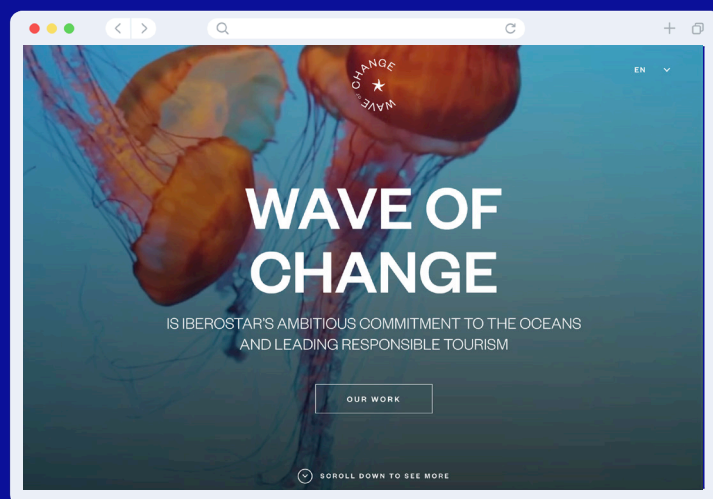 WAVE OF CHANGE
EN
WAVE OF
CHANGE
IS IBEROSTAR'S AMBITIOUS COMMITMENT TO THE OCEANS
AND LEADING RESPONSIBLE TOURISM
OUR WORK
SCROLL DOWN TO SEE MORE